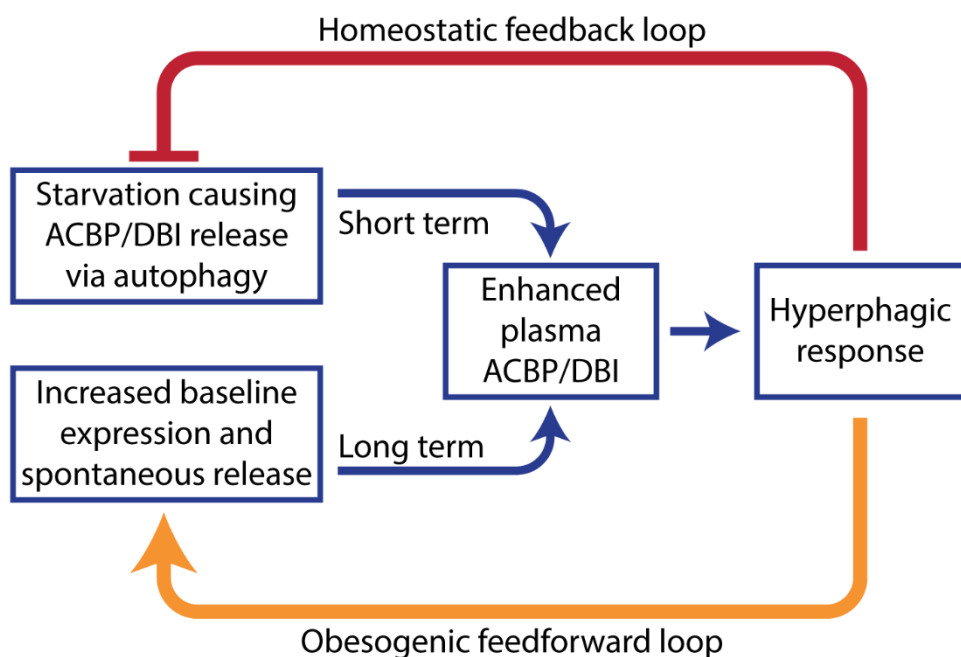 Homeostatic feedback loop
Starvation causing
ACBP/DBI release
via autophagy
Short term
Enhanced
plasma
ACBP/DBI
Hyperphagic
response
Increased baseline
expression and
spontaneous release
Long term
Obesogenic feedforward loop